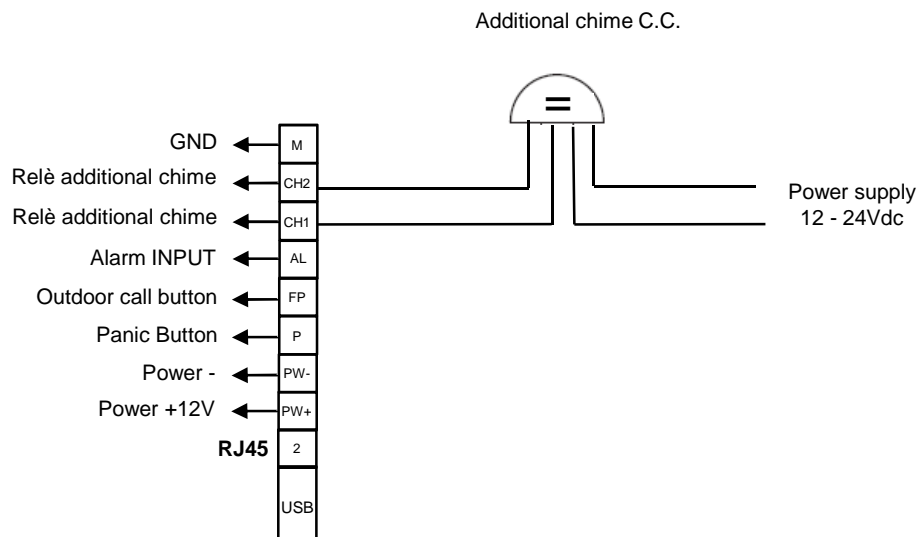 Additional chime C.C.
=
GND M
Relè additional chime CH2
Power supply
12 - 24Vdc
Relè additional chime CH1
Alarm INPUT AL
Outdoor call button FP
Panic Button P
Power - PW-
Power +12V PW+
RJ45 2
USB